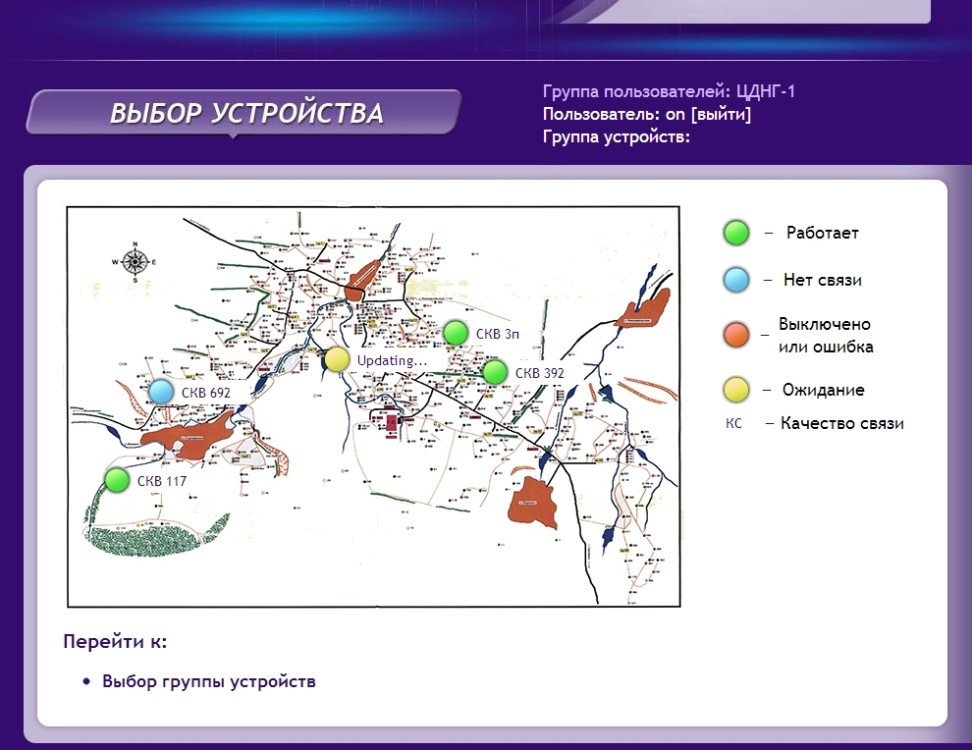 ВЫБОР УСТРОЙСТВА
Группа пользователей: ЦДНГ-1
Пользователь: on [выйти]
Группа устройств:
N
W E
S
СКВ 3п
Updating...
СКВ 392
СКВ 692
СКВ 117
– Работает
– Нет связи
– Выключено
или ошибка
– Ожидание
КС – Качество связи
Перейти к:
• Выбор группы устройств